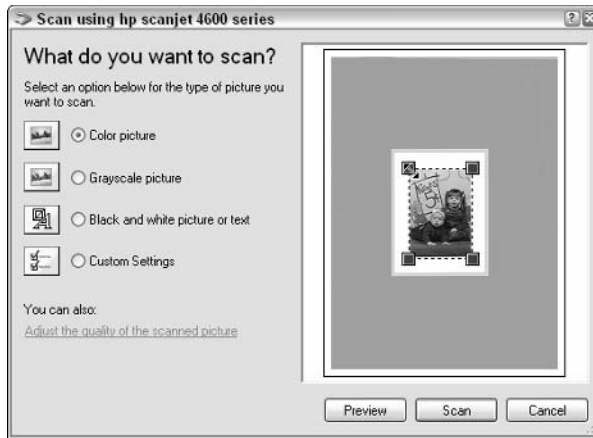 Scan using hp scanjet 4600 series
What do you want to scan?
Select an option below for the type of picture you
want to scan.
Color picture
Grayscale picture
Black and white picture or text
Custom Settings
You can also:
Adjust the quality of the scanned picture
Preview
Scan
Cancel